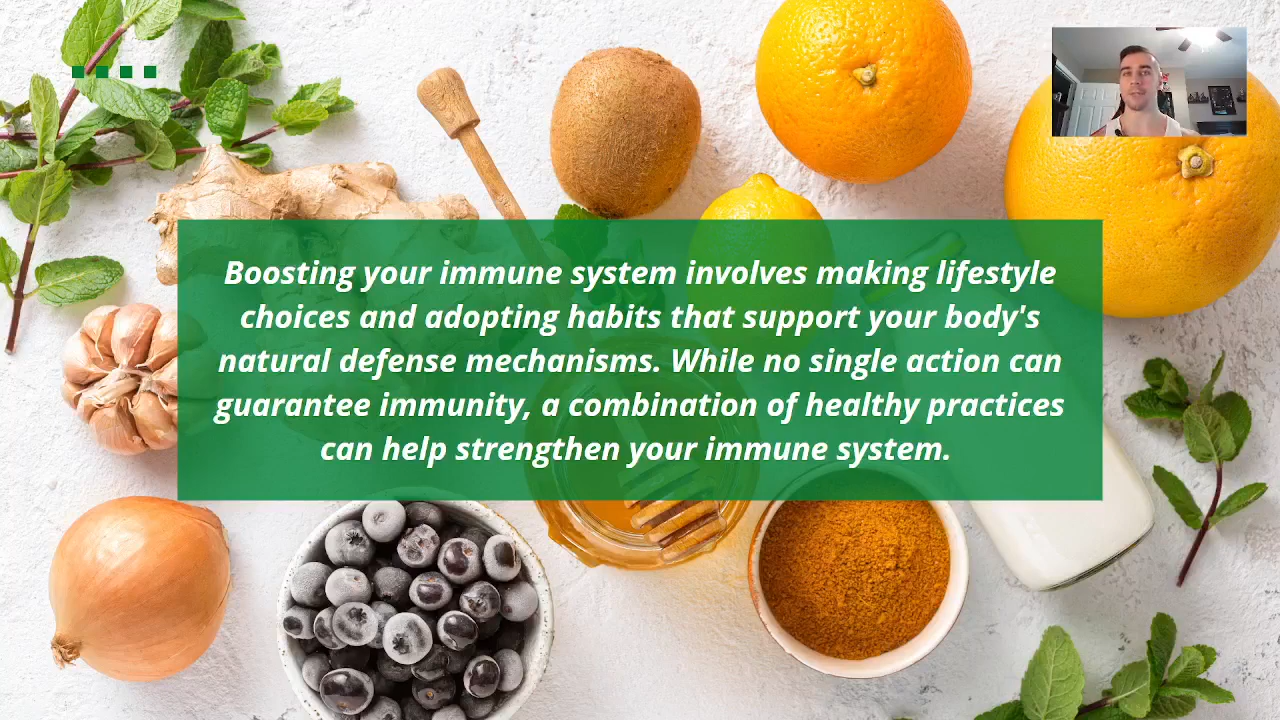 Boosting your immune system involves making lifestyle
choices and adopting habits that support your body's
natural defense mechanisms. While no single action can
guarantee immunity, a combination of healthy practices
can help strengthen your immune system.